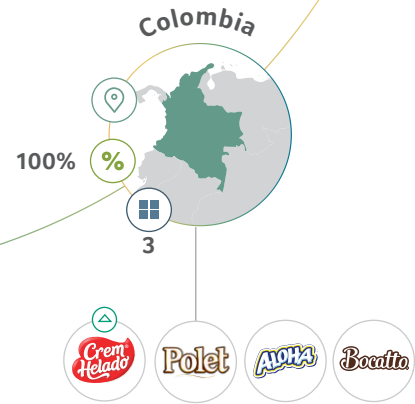 Colombia
100%
%
3
Crem
Helado
Polet
ALOHA
Bocatto